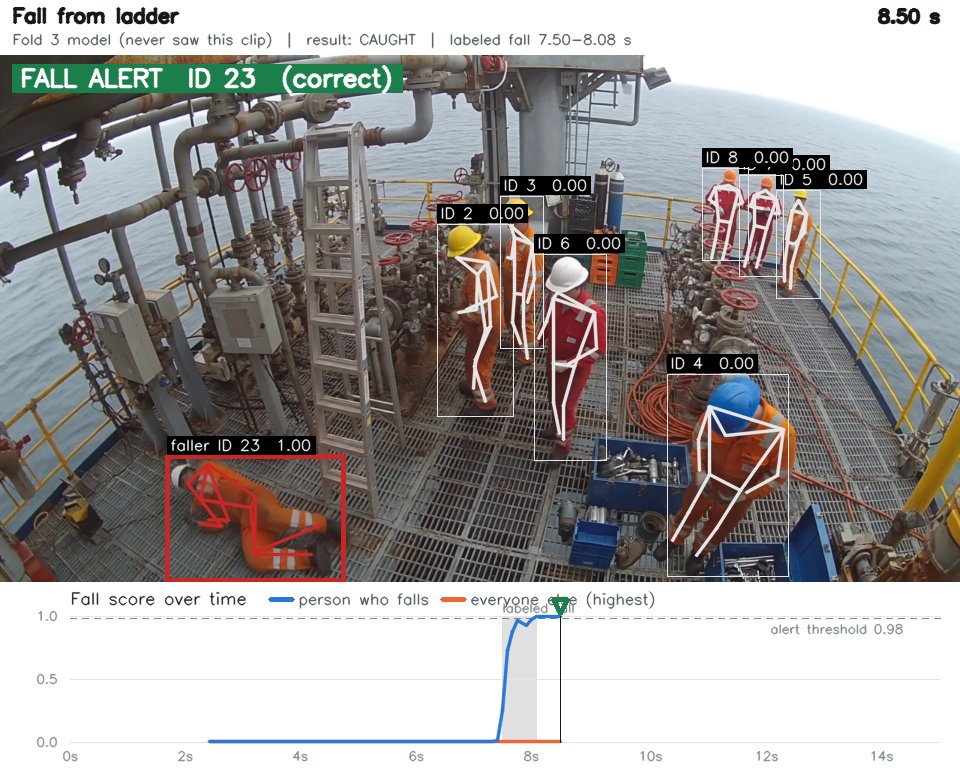 Fall from ladder
8.50 s
Fold 3 model (never saw this clip) | result: CAUGHT | labeled fall 7.50–8.08 s
FALL ALERT ID 23 (correct)
ID 8 0.00
0.00
ID 5 0.00
ID 3 0.00
ID 2 0.00
ID 6 0.00
ID 4 0.00
faller ID 23 1.00
Fall score over time
person who falls
everyone else (highest)
labeled fall
1.0
alert threshold 0.98
0.5
0.0
0s 2s 4s 6s 8s 10s 12s 14s